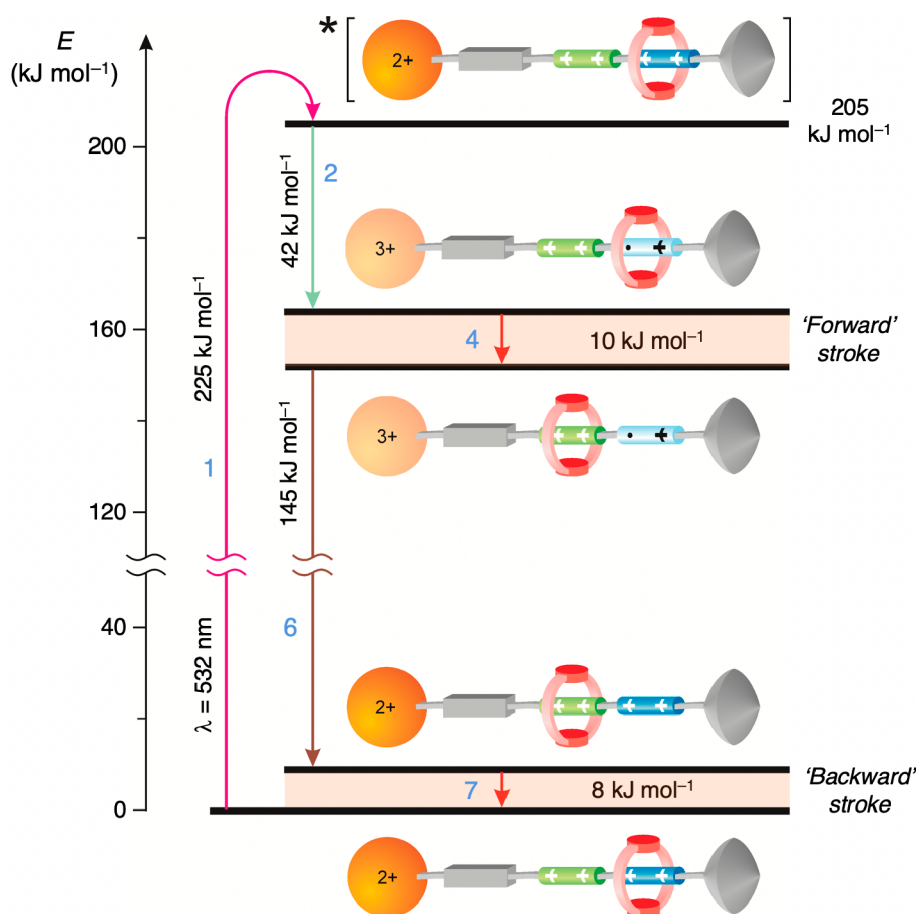 E
(kJ mol⁻¹)
*
2+
205
kJ mol⁻¹
200
42 kJ mol⁻¹
2
3+
225 kJ mol⁻¹
160
4
10 kJ mol⁻¹
'Forward'
stroke
145 kJ mol⁻¹
1
3+
120
40
6
λ = 532 nm
2+
7
8 kJ mol⁻¹
'Backward'
stroke
0
2+